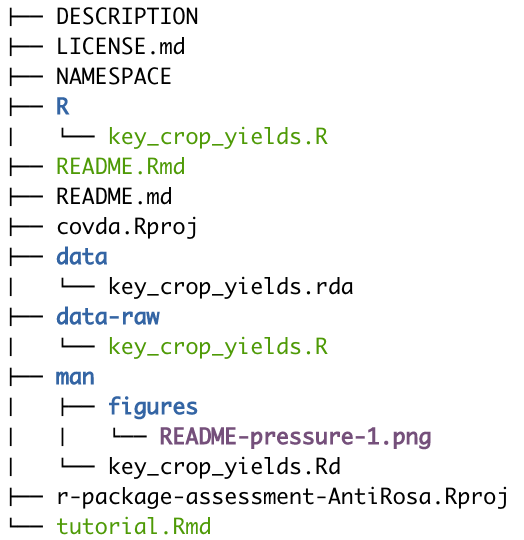 ├── DESCRIPTION
├── LICENSE.md
├── NAMESPACE
├── R
│   └── key_crop_yields.R
├── README.Rmd
├── README.md
├── covda.Rproj
├── data
│   └── key_crop_yields.rda
├── data-raw
│   └── key_crop_yields.R
├── man
│   ├── figures
│   │   └── README-pressure-1.png
│   └── key_crop_yields.Rd
├── r-package-assessment-AntiRosa.Rproj
└── tutorial.Rmd